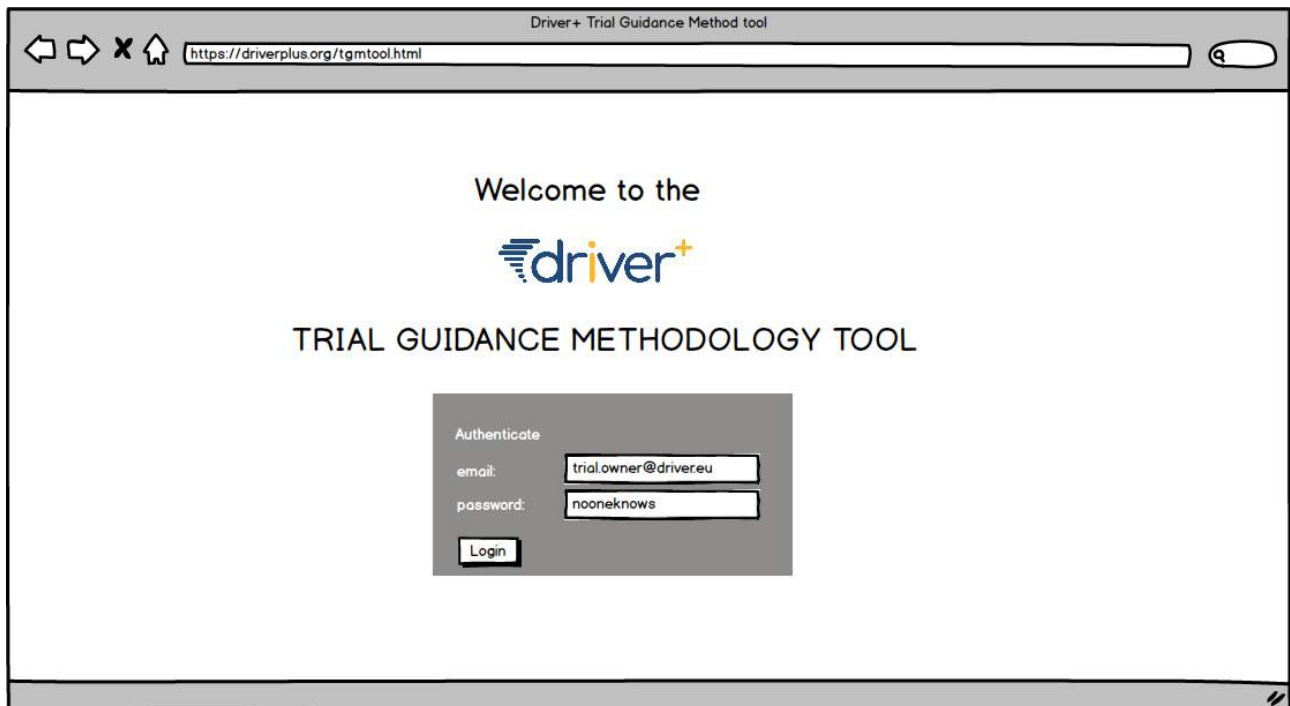 Driver+ Trial Guidance Method tool
https://driverplus.org/tgmtool.html
Welcome to the
driver+
TRIAL GUIDANCE METHODOLOGY TOOL
Authenticate
email: trial.owner@driver.eu
password: nooneknows
Login